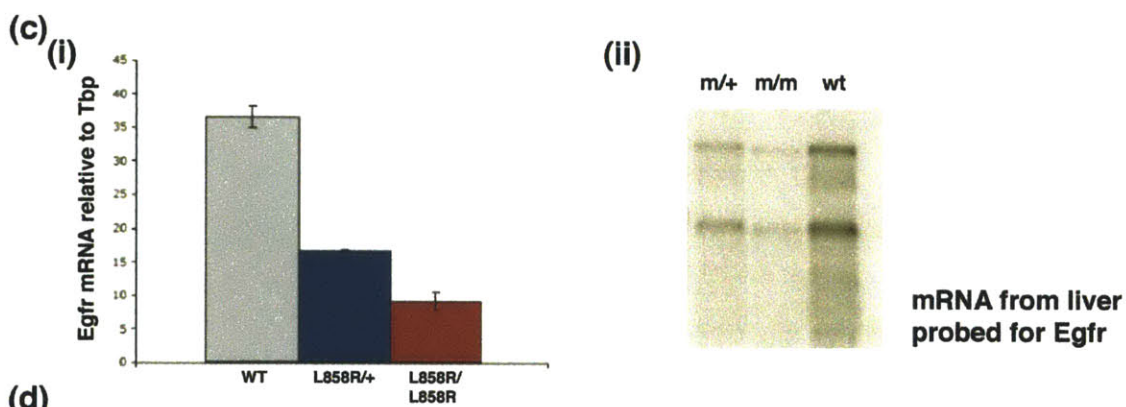 (c)
(i)
Egfr mRNA relative to Tbp
45
40
35
30
25
20
15
10
5
0
WT L858R/+ L858R/
L858R
(ii)
m/+ m/m wt
mRNA from liver
probed for Egfr
(d)